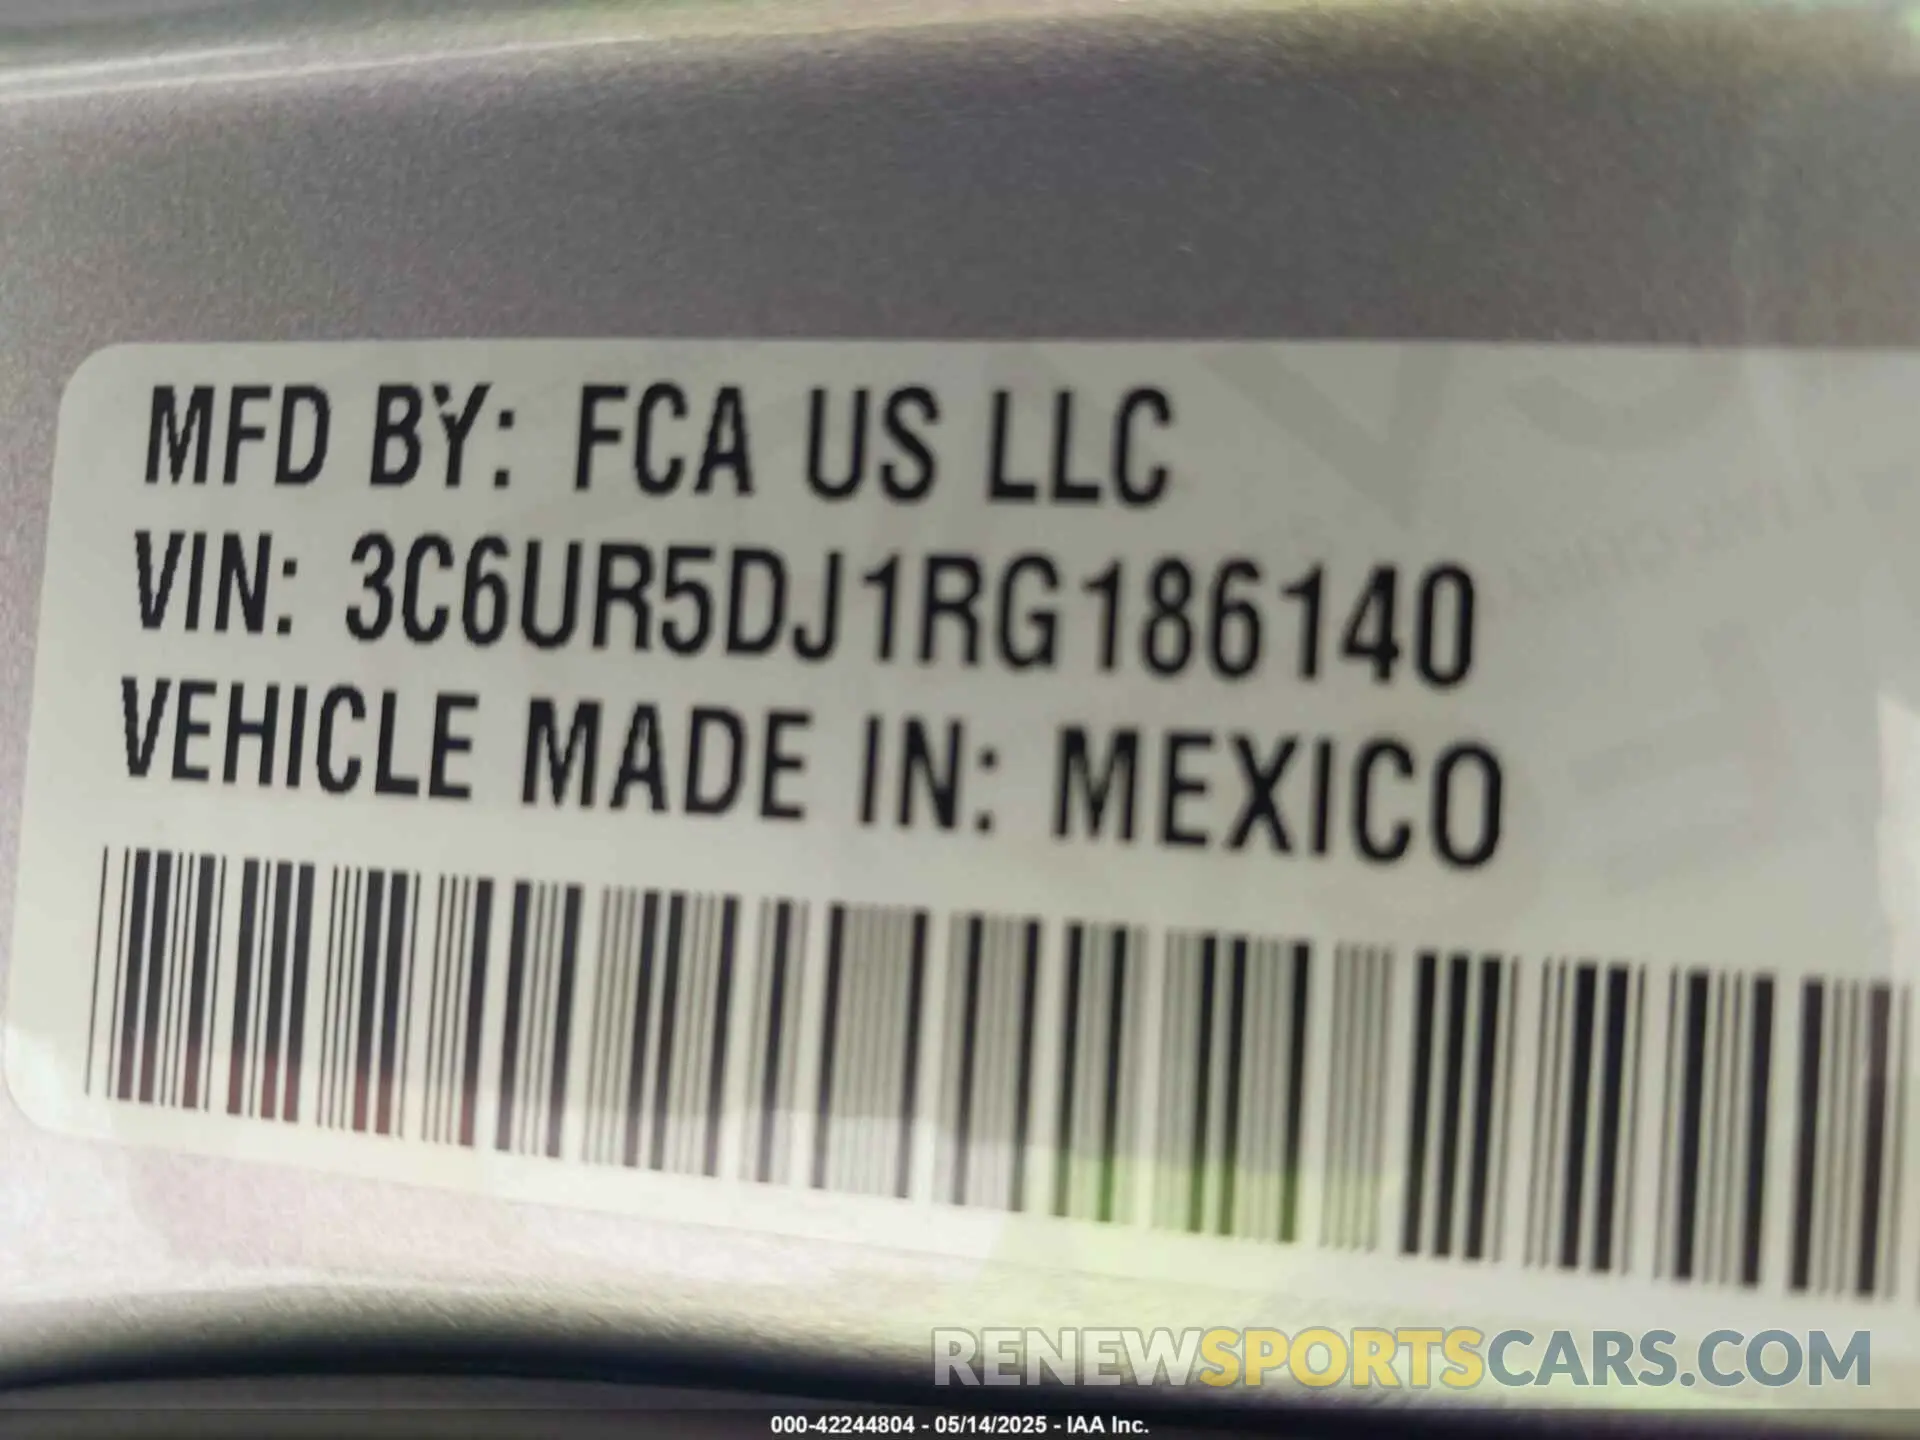 MFD BY: FCA US LLC
VIN: 3C6UR5DJ1RG186140
VEHICLE MADE IN: MEXICO
RENEWSPORTSCARS.COM
000-42244804 - 05/14/2025 - IAA Inc.